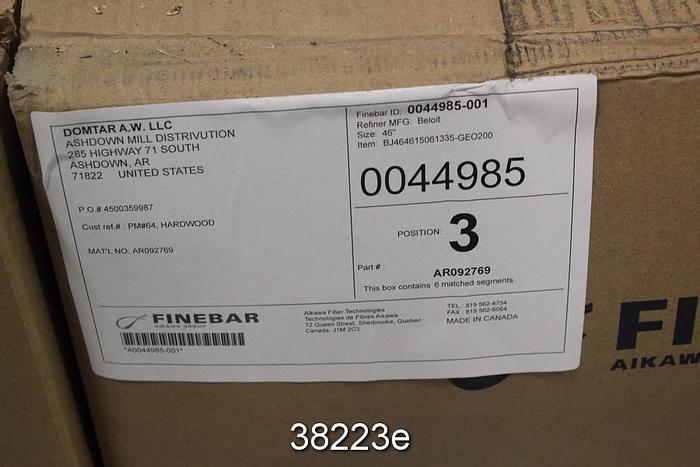 DOMTAR A.W. LLC
ASHDOWN MILL DISTRIVUTION
285 HIGHWAY 71 SOUTH
ASHDOWN, AR
71822 UNITED STATES
P.O.# 4500359987
Cust ref.# : PM#64, HARDWOOD
MAT'L NO: AR092769
Finebar ID: 0044985-001
Refiner MFG: Beloit
Size: 46"
Item: BJ464615061335-GEO200
0044985
POSITION: 3
Part # : AR092769
This box contains 6 matched segments.
FINEBAR
AIKAWA GROUP
*A0044985-001*
Aikawa Fiber Technologies
Technologies de Fibres Aikawa
72 Queen Street, Sherbrooke, Quebec
Canada, J1M 2C3
TEL.: 819 562-4754
FAX : 819 562-6064
MADE IN CANADA
FI
AIKAW
38223e